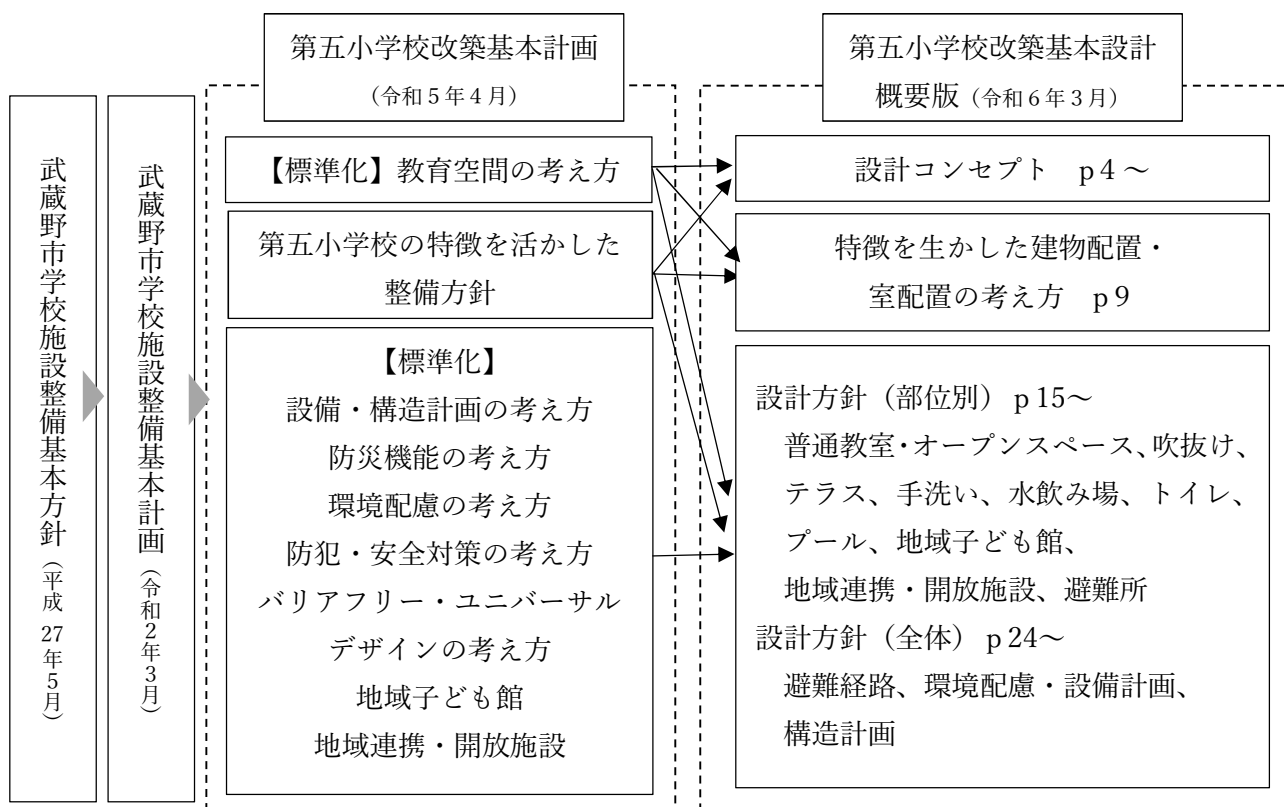 武蔵野市学校施設整備基本方針（平成27年5月）
武蔵野市学校施設整備基本計画（令和2年3月）
第五小学校改築基本計画
（令和5年4月）
【標準化】教育空間の考え方
第五小学校の特徴を活かした
整備方針
【標準化】
設備・構造計画の考え方
防災機能の考え方
環境配慮の考え方
防犯・安全対策の考え方
バリアフリー・ユニバーサル
デザインの考え方
地域子ども館
地域連携・開放施設
第五小学校改築基本設計
概要版（令和6年3月）
設計コンセプト　p4～
特徴を生かした建物配置・
室配置の考え方　p9
設計方針（部位別）p15～
普通教室・オープンスペース、吹抜け、
テラス、手洗い、水飲み場、トイレ、
プール、地域子ども館、
地域連携・開放施設、避難所
設計方針（全体）p24～
避難経路、環境配慮・設備計画、
構造計画